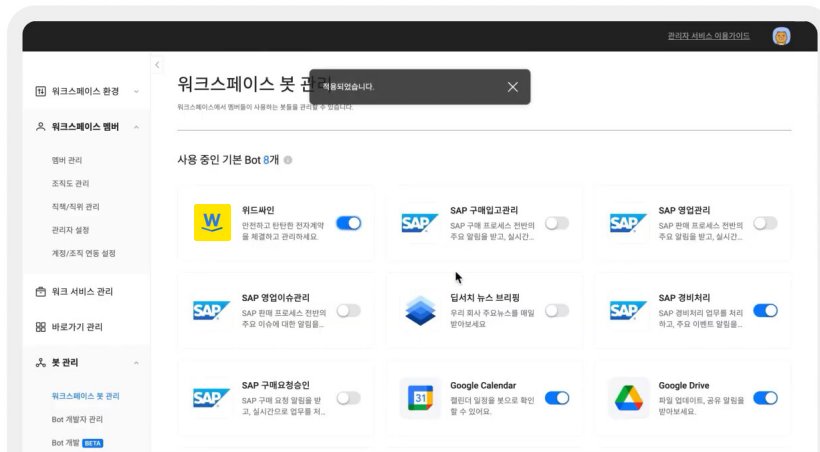 관리자 서비스 이용가이드
워크스페이스 환경
워크스페이스 멤버
멤버 관리
조직도 관리
직책/직위 관리
관리자 설정
계정/조직 연동 설정
워크 서비스 관리
바로가기 관리
봇 관리
워크스페이스 봇 관리
Bot 개발자 관리
Bot 개발 BETA
워크스페이스 봇 관
적용되었습니다.
워크스페이스에서 멤버들이 사용하는 봇들을 관리할 수 있습니다.
사용 중인 기본 Bot 8개
W
위드싸인
안전하고 탄탄한 전자계약
을 체결하고 관리하세요.
SAP
SAP 구매입고관리
SAP 구매 프로세스 전반의
주요 알림을 받고, 실시간...
SAP
SAP 영업관리
SAP 판매 프로세스 전반의
주요 알림을 받고, 실시간...
SAP
SAP 영업이슈관리
SAP 판매 프로세스 전반의
주요 이슈에 대한 알림을...
딥서치 뉴스 브리핑
우리 회사 주요뉴스를 매일
받아보세요
SAP
SAP 경비처리
SAP 경비처리 업무를 처리
하고, 주요 이벤트 알림을...
SAP
SAP 구매요청승인
SAP 구매 요청 알림을 받
고, 실시간으로 업무를 처...
31
Google Calendar
캘린더 일정을 봇으로 확인
할 수 있어요.
Google Drive
파일 업데이트, 공유 알림을
받아보세요.